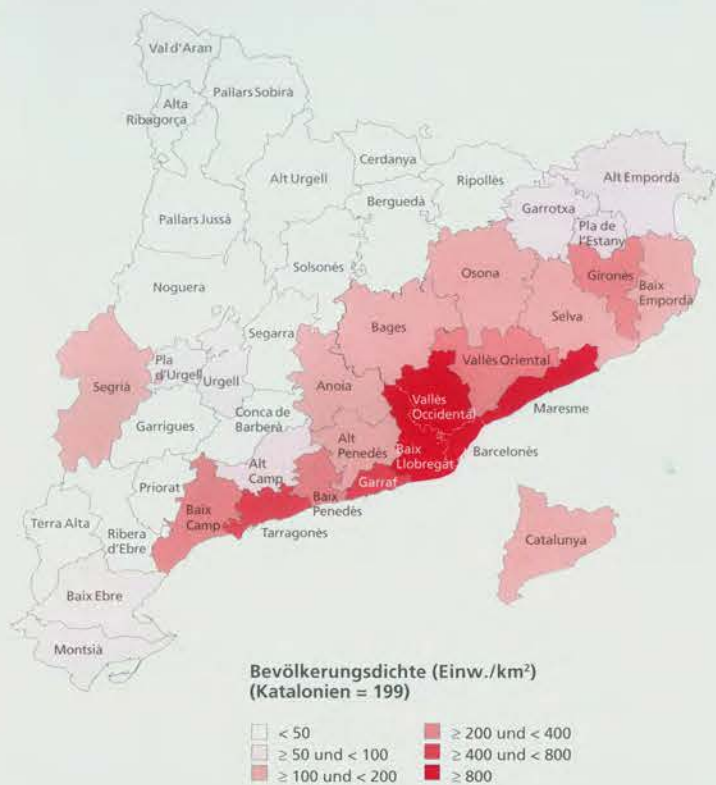 Val d'Aran
Pallars Sobirà
Alta
Ribagorça
Cerdanya
Alt Urgell
Ripollès
Alt Empordà
Berguedà
Garrotxa
Pallars Jussà
Pla de
l'Estany
Solsonès
Osona
Gironès
Noguera
Baix
Empordà
Bages
Selva
Segarra
Vallès Oriental
Pla
d'Urgell
Urgell
Segrià
Anoia
Vallès
Occidental
Maresme
Garrigues
Conca de
Barberà
Alt
Penedès
Baix
Llobregat
Barcelonès
Alt
Camp
Priorat
Garraf
Baix
Penedès
Baix
Camp
Terra Alta
Ribera
d'Ebre
Tarragonès
Catalunya
Baix Ebre
Montsià
Bevölkerungsdichte (Einw./km²)
(Katalonien = 199)
< 50
≥ 50 und < 100
≥ 100 und < 200
≥ 200 und < 400
≥ 400 und < 800
≥ 800